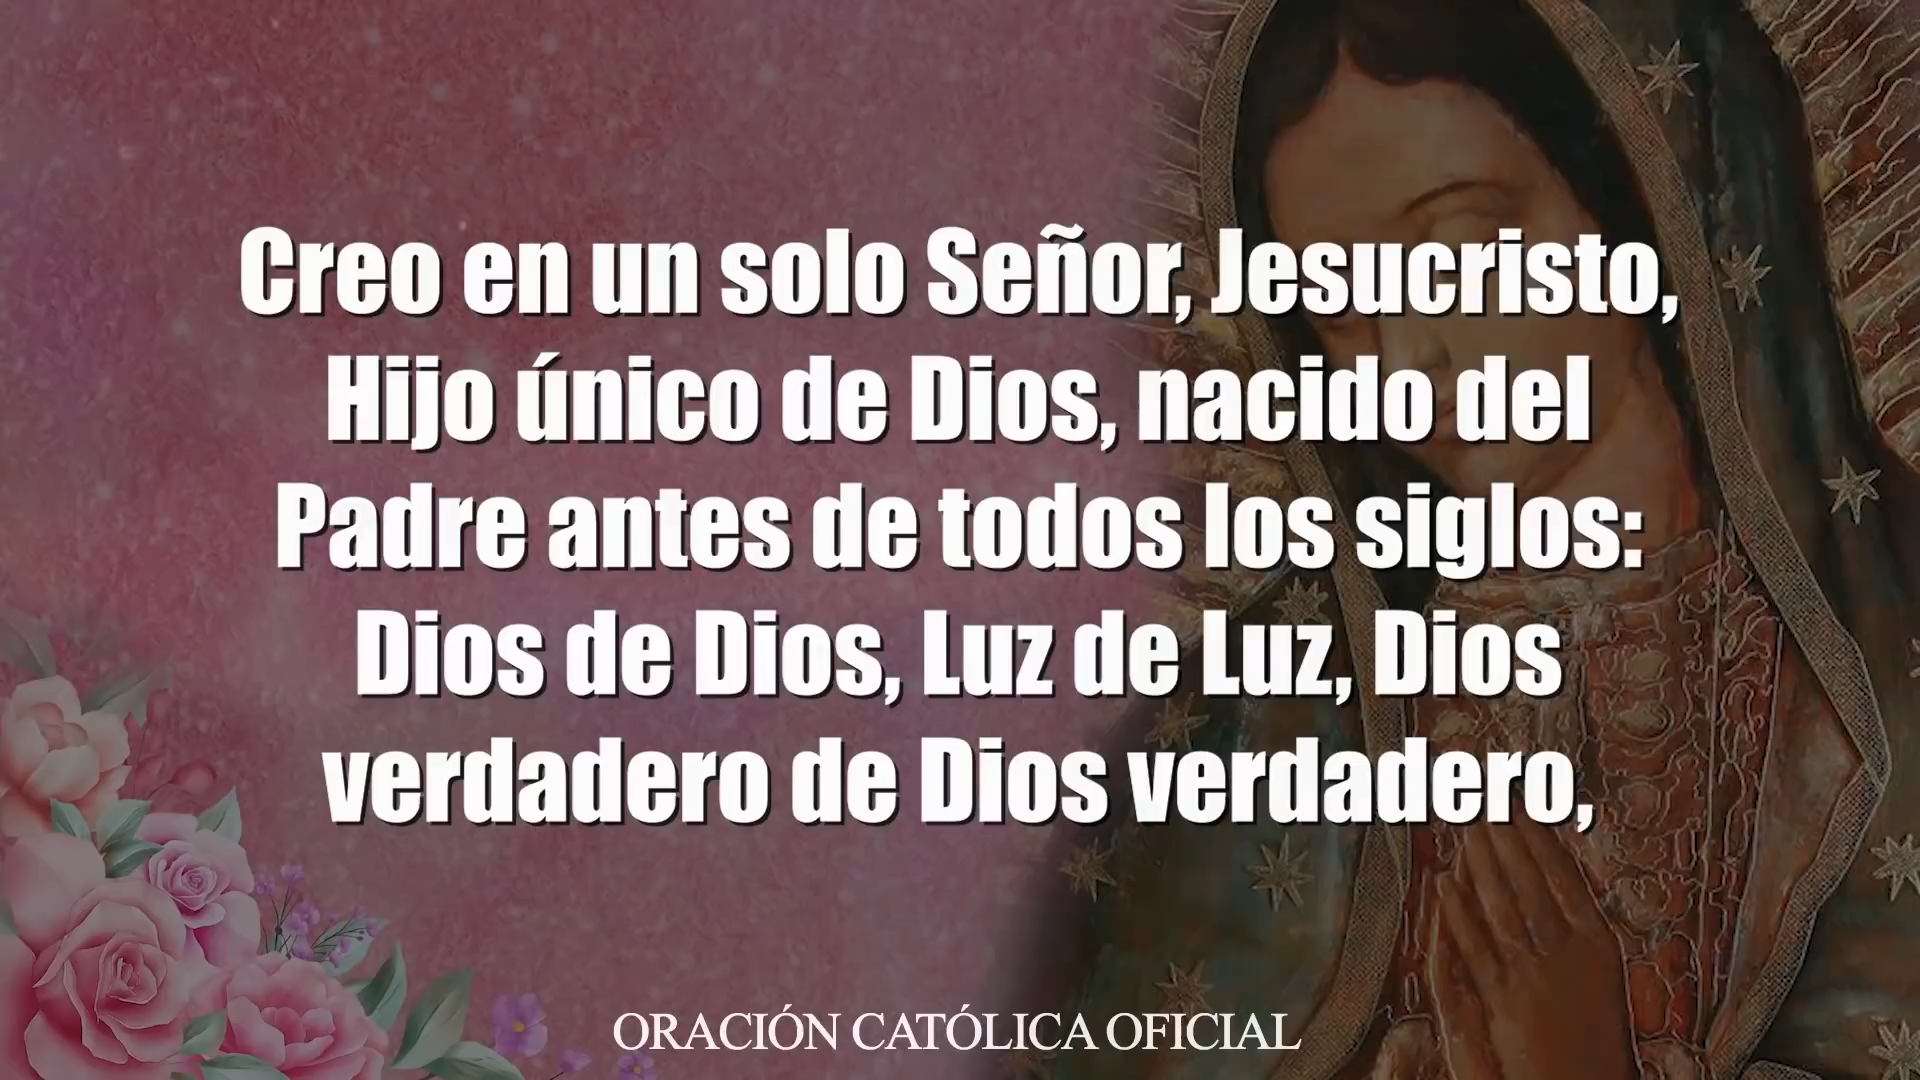 Creo en un solo Señor, Jesucristo,
Hijo único de Dios, nacido del
Padre antes de todos los siglos:
Dios de Dios, Luz de Luz, Dios
verdadero de Dios verdadero,
ORACIÓN CATÓLICA OFICIAL